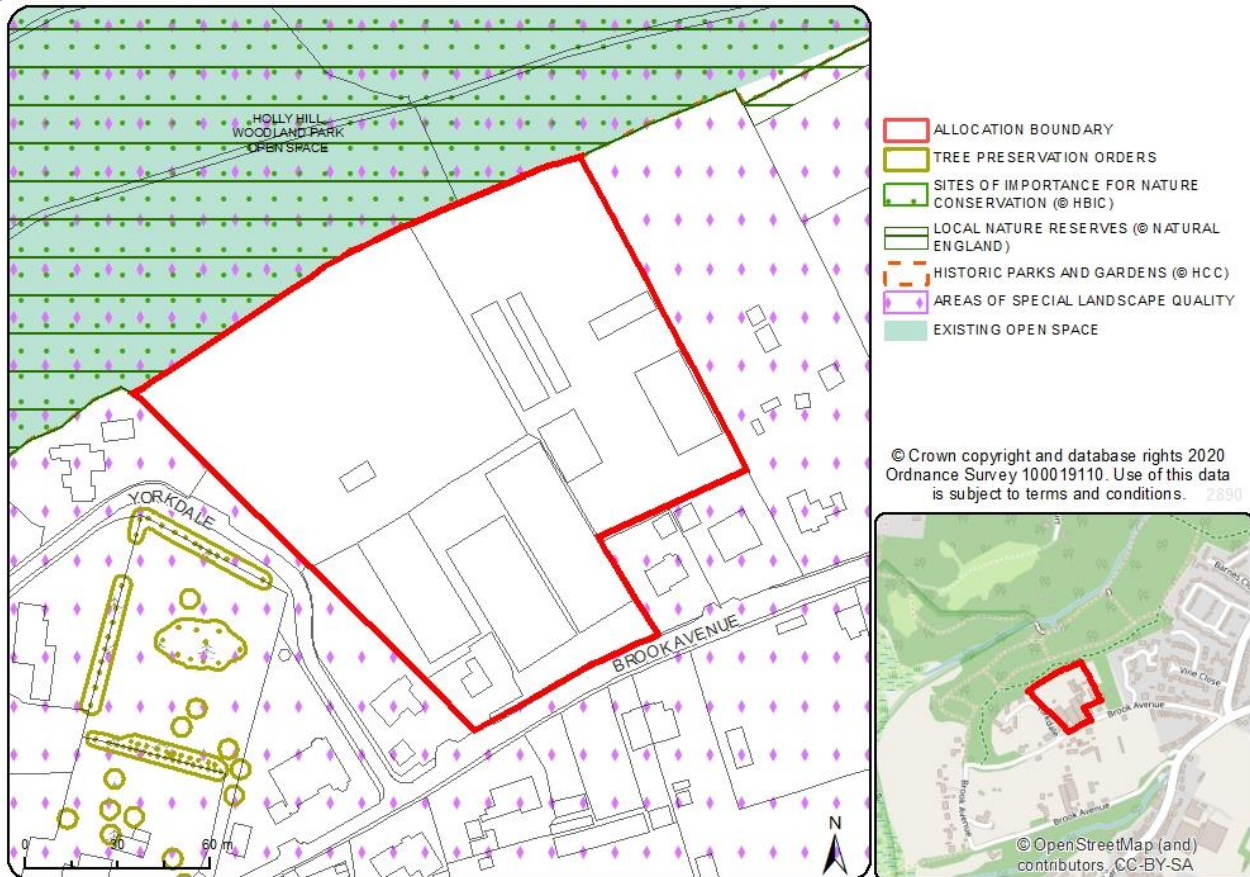 HOLLY HILL
WOODLAND PARK
OPEN SPACE
YORKDALE
BROOK AVENUE
0 30 60 m
N
ALLOCATION BOUNDARY
TREE PRESERVATION ORDERS
SITES OF IMPORTANCE FOR NATURE
CONSERVATION (© HBIC)
LOCAL NATURE RESERVES (© NATURAL
ENGLAND)
HISTORIC PARKS AND GARDENS (© HCC)
AREAS OF SPECIAL LANDSCAPE QUALITY
EXISTING OPEN SPACE
© Crown copyright and database rights 2020
Ordnance Survey 100019110. Use of this data
is subject to terms and conditions. 2890
Vine Close
Brook Avenue
Brook Avenue
Brook Avenue
© OpenStreetMap (and)
contributors, CC-BY-SA